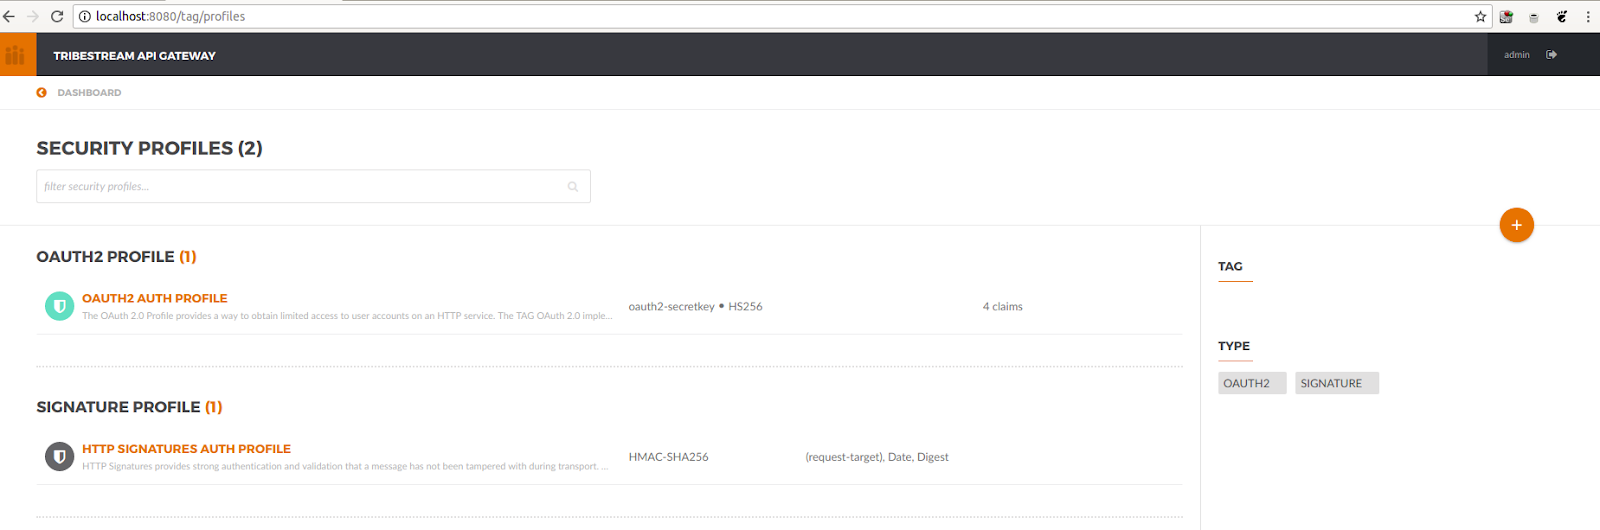 localhost:8080/tag/profiles
TRIBESTREAM API GATEWAY
admin
DASHBOARD
SECURITY PROFILES (2)
filter security profiles...
+
OAUTH2 PROFILE (1)
OAUTH2 AUTH PROFILE
The OAuth 2.0 Profile provides a way to obtain limited access to user accounts on an HTTP service. The TAG OAuth 2.0 imple...
oauth2-secretkey • HS256
4 claims
SIGNATURE PROFILE (1)
HTTP SIGNATURES AUTH PROFILE
HTTP Signatures provides strong authentication and validation that a message has not been tampered with during transport. ...
HMAC-SHA256
(request-target), Date, Digest
TAG
TYPE
OAUTH2 SIGNATURE